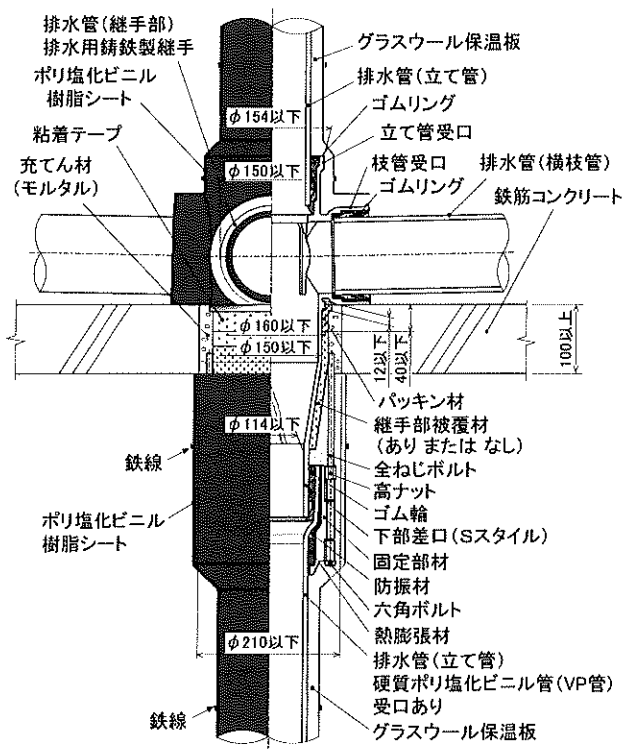 排水管(継手部)
排水用鋳鉄製継手
ポリ塩化ビニル
樹脂シート
粘着テープ
充てん材
(モルタル)
グラスウール保温板
排水管(立て管)
ゴムリング
立て管受口
枝管受口
ゴムリング
排水管(横枝管)
鉄筋コンクリート
φ154以下
φ150以下
φ160以下
φ150以下
12以下
40以下
100以上
パッキン材
継手部被覆材
(あり または なし)
φ114以下
全ねじボルト
高ナット
ゴム輪
下部差口(Sスタイル)
固定部材
防振材
六角ボルト
熱膨張材
鉄線
ポリ塩化ビニル
樹脂シート
φ210以下
排水管(立て管)
硬質ポリ塩化ビニル管(VP管)
受口あり
グラスウール保温板
鉄線